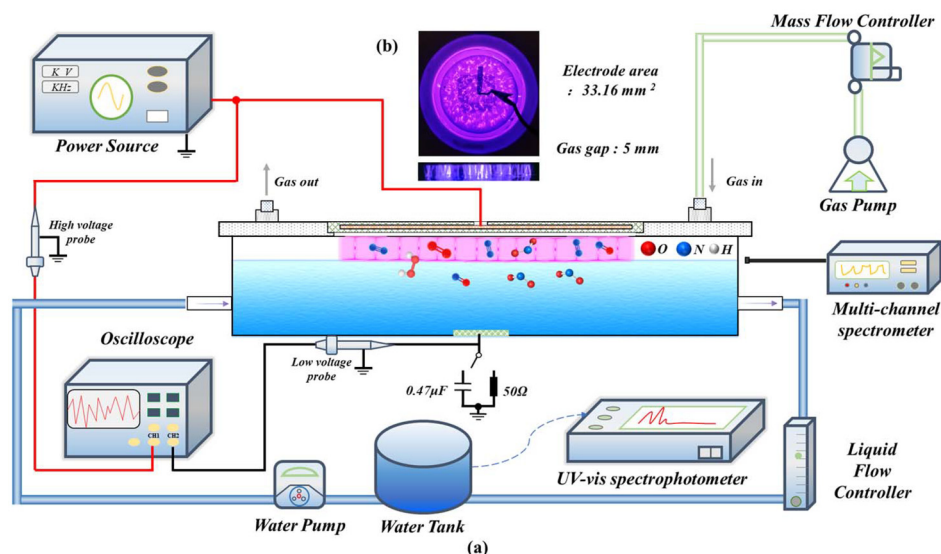 (b)
Mass Flow Controller
K V
KHz
Electrode area
: 33.16 mm 2
Power Source
Gas gap : 5 mm
Gas out
Gas in
Gas Pump
High voltage
probe
O N H
Multi-channel
spectrometer
Oscilloscope
Low voltage
probe
0.47μF
50Ω
CH1 CH2
UV-vis spectrophotometer
Liquid
Flow
Controller
Water Pump
Water Tank
(a)